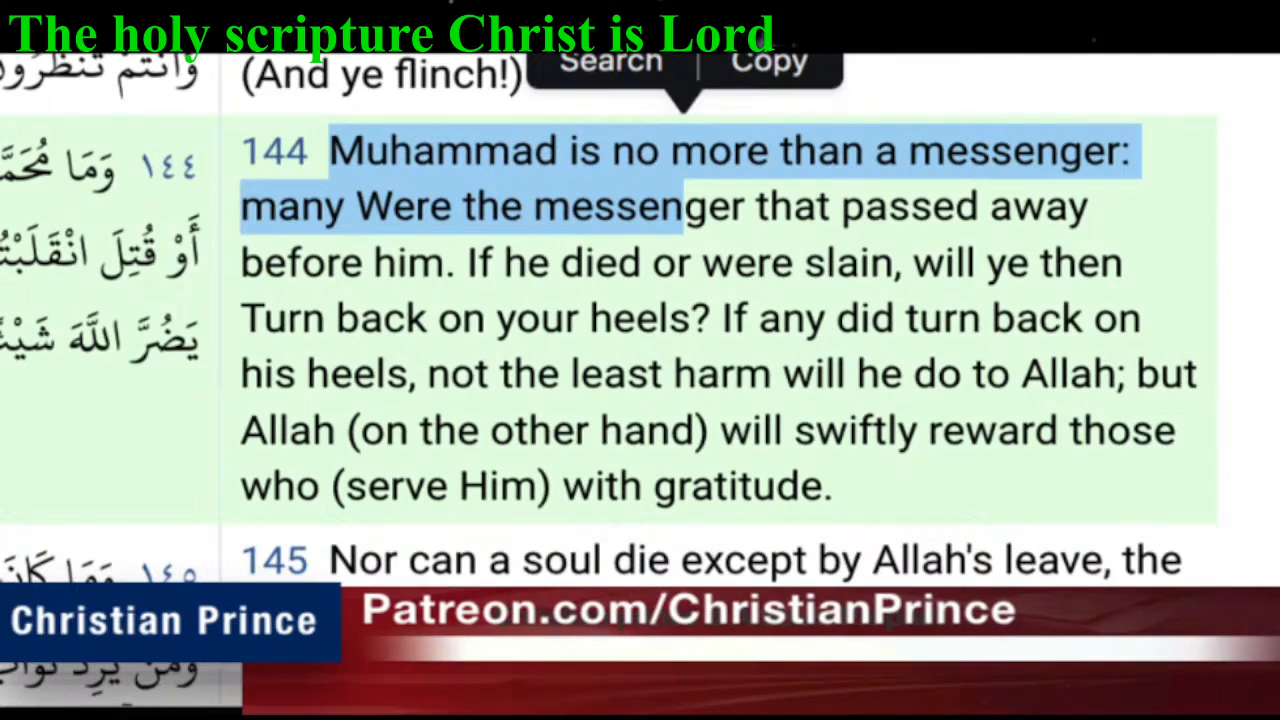 The holy scripture Christ is Lord
Search | Copy
وَأَنْتُمْ تَنْظُرُون
(And ye flinch!)
١٤٤ وَمَا مُحَمَّ
أَوْ قُتِلَ انْقَلَبْتُ
يَضُرَّ اللَّهَ شَيْئً
144 Muhammad is no more than a messenger:
many Were the messenger that passed away
before him. If he died or were slain, will ye then
Turn back on your heels? If any did turn back on
his heels, not the least harm will he do to Allah; but
Allah (on the other hand) will swiftly reward those
who (serve Him) with gratitude.
١٤٥ وَمَا كَانَ
145 Nor can a soul die except by Allah's leave, the
Christian Prince
Patreon.com/ChristianPrince
وَمَنْ يُرِدْ ثَوَاب